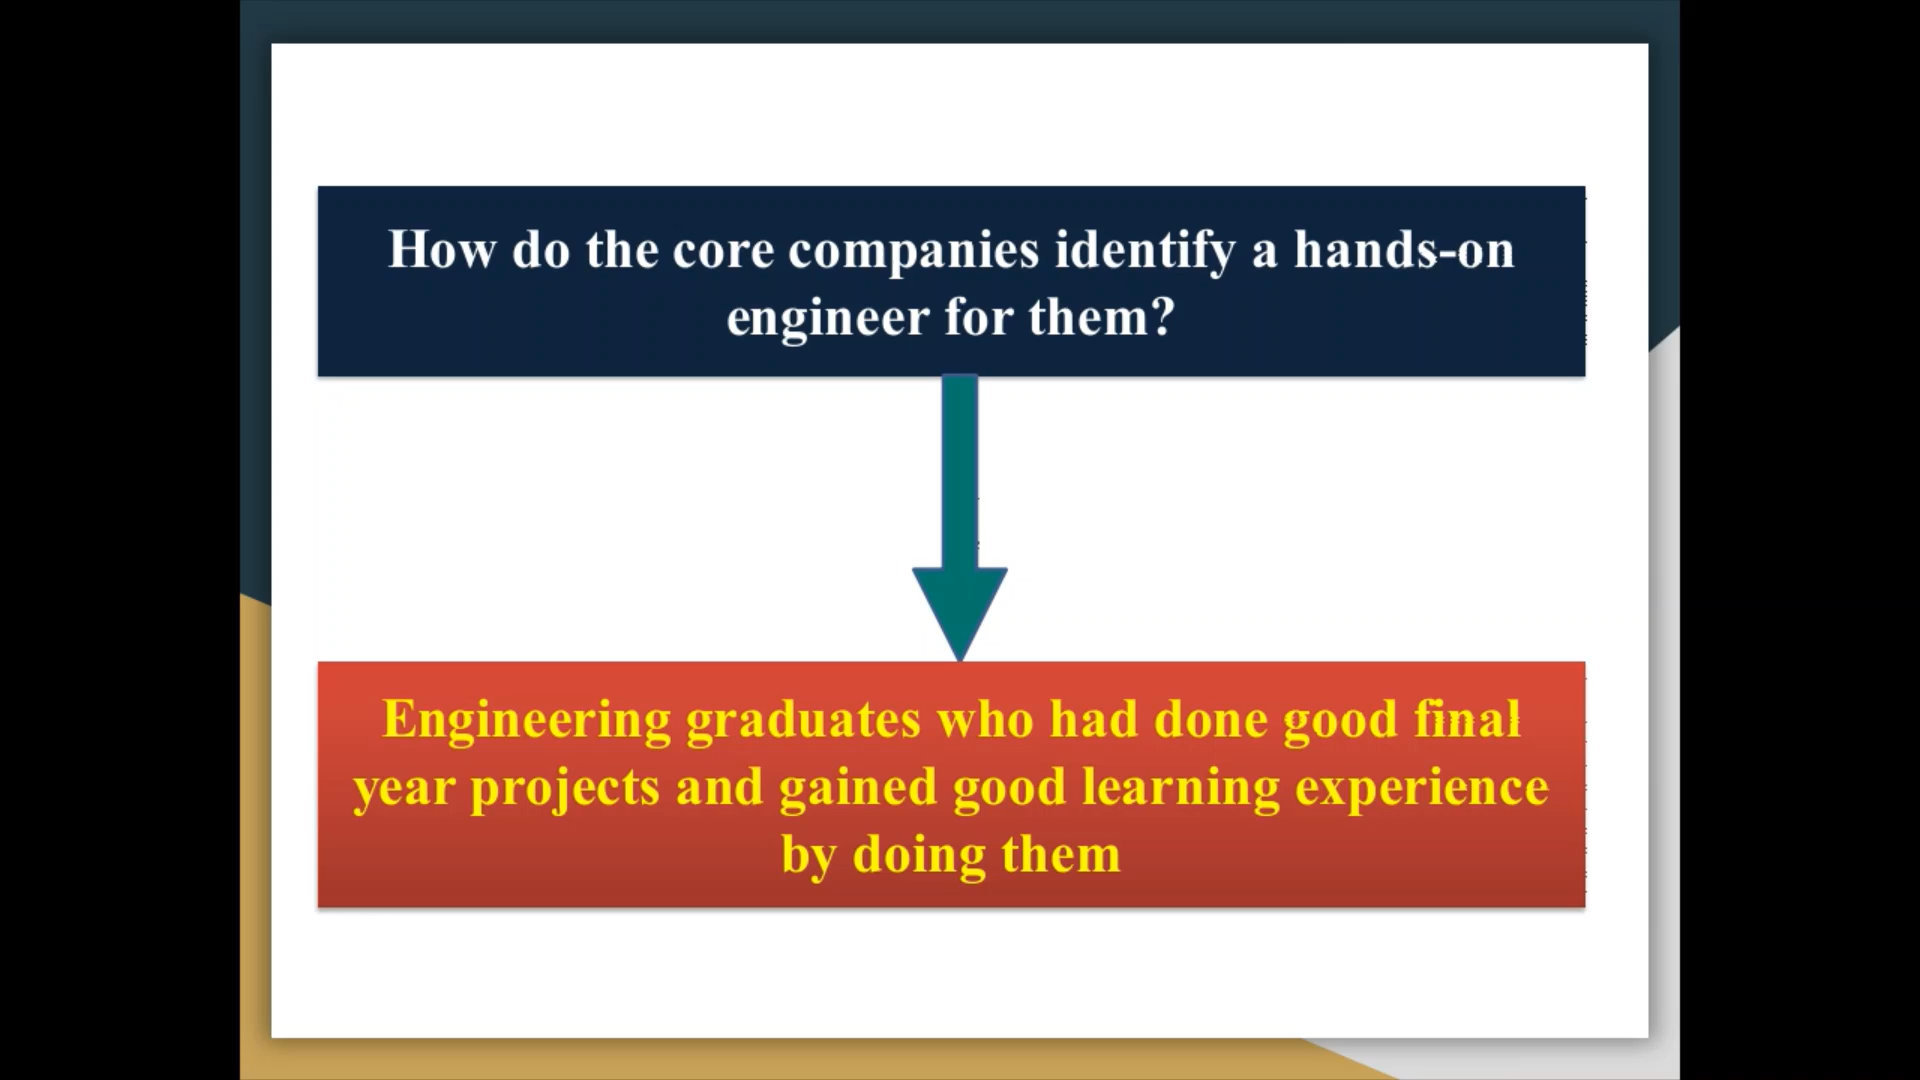 How do the core companies identify a hands-on
engineer for them?
Engineering graduates who had done good final
year projects and gained good learning experience
by doing them